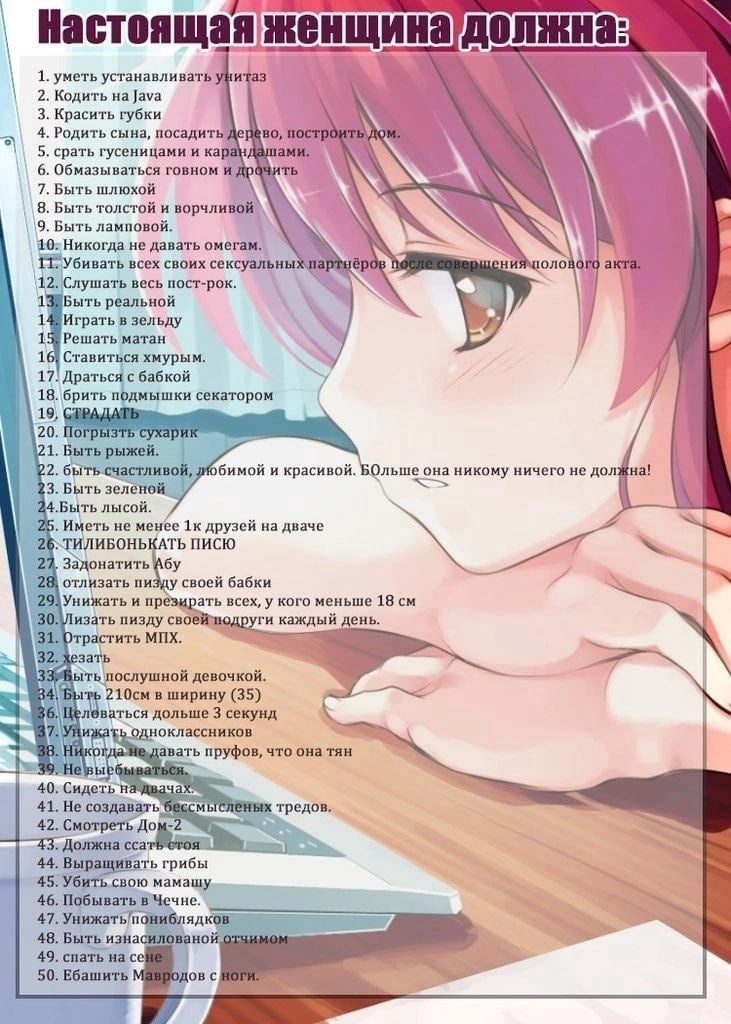 Настоящая женщина должна:
1. уметь устанавливать унитаз
2. Кодить на Java
3. Красить губки
4. Родить сына, посадить дерево, построить дом.
5. срать гусеницами и карандашами.
6. Обмазываться говном и дрочить
7. Быть шлюхой
8. Быть толстой и ворчливой
9. Быть ламповой.
10. Никогда не давать омегам.
11. Убивать всех своих сексуальных партнёров после совершения полового акта.
12. Слушать весь пост-рок.
13. Быть реальной
14. Играть в зельду
15. Решать матан
16. Ставиться хмурым.
17. Драться с бабкой
18. брить подмышки секатором
19. СТРАДАТЬ
20. Погрызть сухарик
21. Быть рыжей.
22. быть счастливой, любимой и красивой. БОльше она никому ничего не должна!
23. Быть зеленой
24.Быть лысой.
25. Иметь не менее 1к друзей на дваче
26. ТИЛИБОНЬКАТЬ ПИСЮ
27. Задонатить Абу
28. отлизать пизду своей бабки
29. Унижать и презирать всех, у кого меньше 18 см
30. Лизать пизду своей подруги каждый день.
31. Отрастить МПХ.
32. хезать
33. Быть послушной девочкой.
34. Быть 210см в ширину (35)
36. Целоваться дольше 3 секунд
37. Унижать одноклассников
38. Никогда не давать пруфов, что она тян
39. Не выебываться.
40. Сидеть на двачах.
41. Не создавать бессмысленых тредов.
42. Смотреть Дом-2
43. Должна ссать стоя
44. Выращивать грибы
45. Убить свою мамашу
46. Побывать в Чечне.
47. Унижать пониблядков
48. Быть изнасилованой отчимом
49. спать на сене
50. Ебашить Мавродов с ноги.